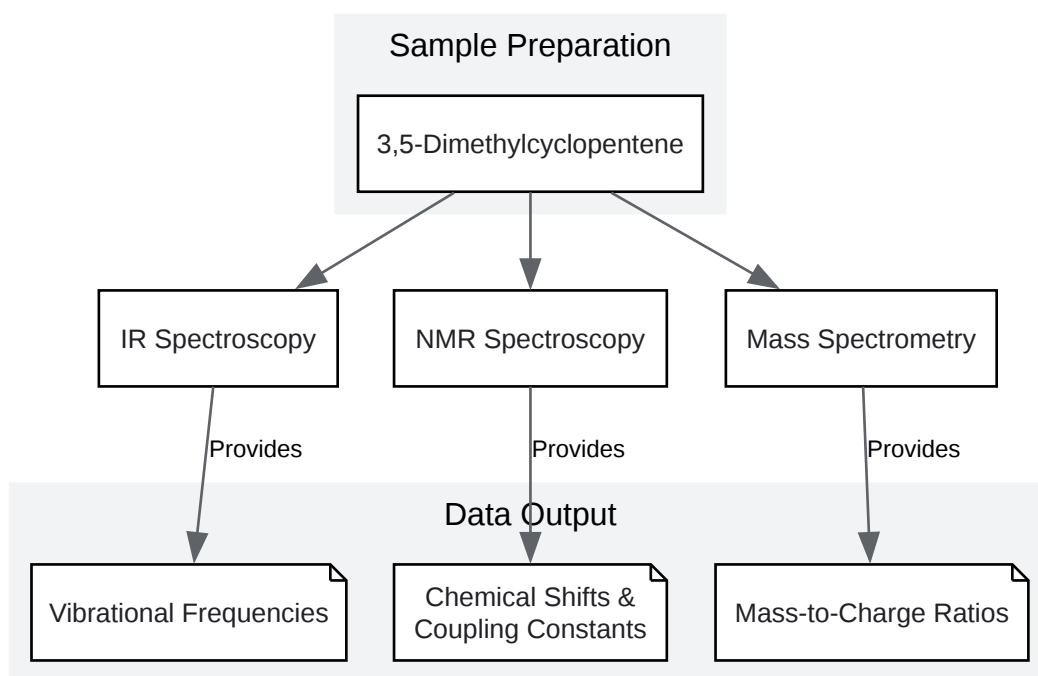 Sample Preparation
3,5-Dimethylcyclopentene
IR Spectroscopy
NMR Spectroscopy
Mass Spectrometry
Provides
Provides
Provides
Data Output
Vibrational Frequencies
Chemical Shifts &
Coupling Constants
Mass-to-Charge Ratios